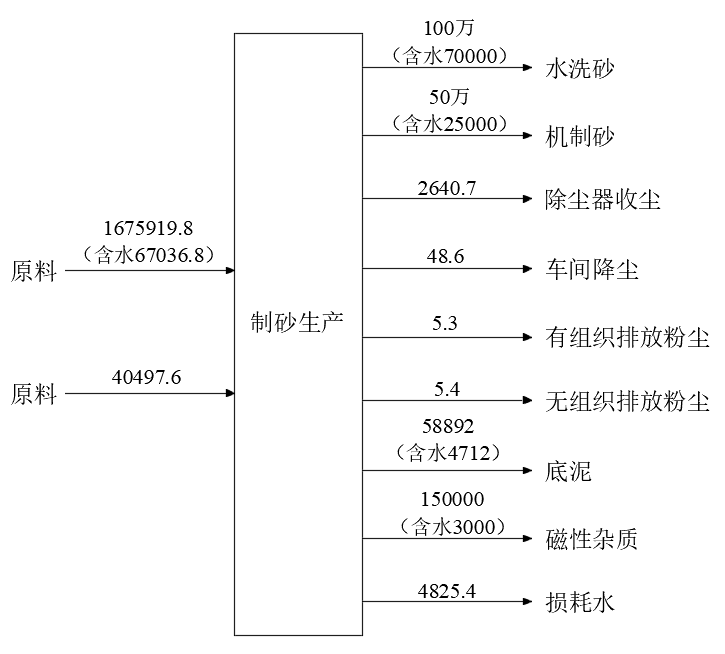 100万
（含水70000）
水洗砂
50万
（含水25000）
机制砂
2640.7
除尘器收尘
1675919.8
（含水67036.8）
原料
48.6
车间降尘
制砂生产
5.3
有组织排放粉尘
40497.6
原料
5.4
无组织排放粉尘
58892
（含水4712）
底泥
150000
（含水3000）
磁性杂质
4825.4
损耗水